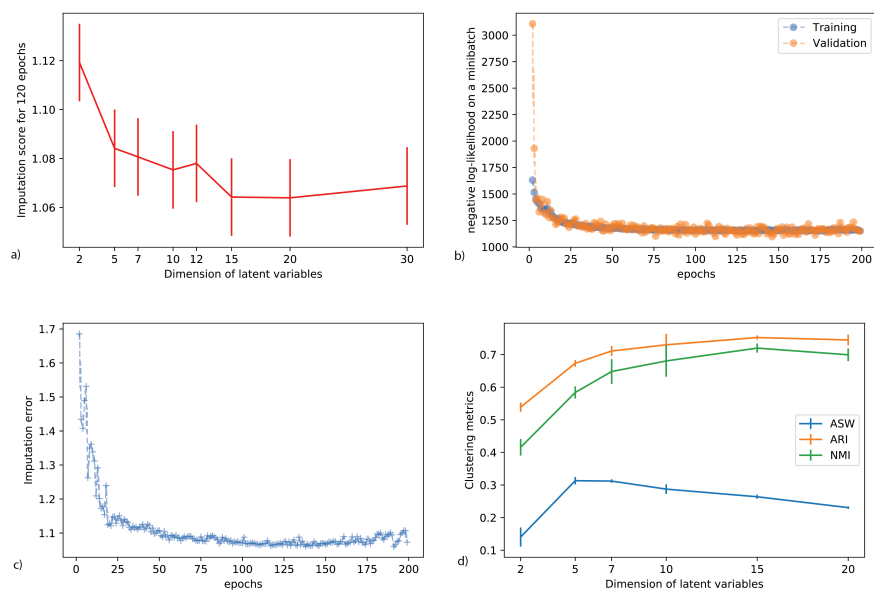 1.12
1.10
1.08
1.06
Imputation score for 120 epochs
2 5 7 10 12 15 20 30
Dimension of latent variables
a)
3000
2750
2500
2250
2000
1750
1500
1250
1000
negative log-likelihood on a minibatch
Training
Validation
0 25 50 75 100 125 150 175 200
epochs
b)
1.7
1.6
1.5
1.4
1.3
1.2
1.1
Imputation error
0 25 50 75 100 125 150 175 200
epochs
c)
0.7
0.6
0.5
0.4
0.3
0.2
0.1
Clustering metrics
ASW
ARI
NMI
2 5 7 10 15 20
Dimension of latent variables
d)